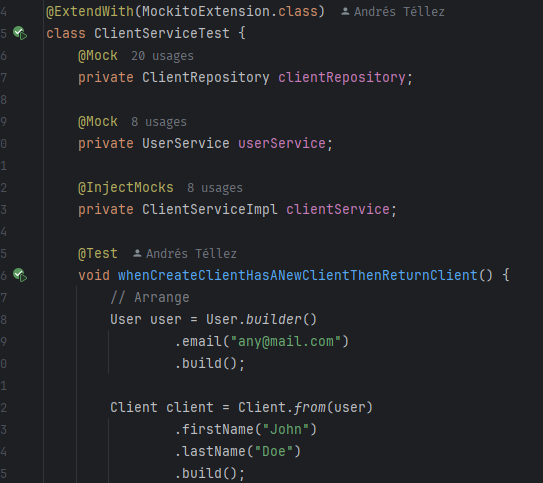 4 @ExtendWith(MockitoExtension.class) Andrés Téllez
5 class ClientServiceTest {
6 @Mock 20 usages
7 private ClientRepository clientRepository;
8
9 @Mock 8 usages
0 private UserService userService;
1
2 @InjectMocks 8 usages
3 private ClientServiceImpl clientService;
4
5 @Test Andrés Téllez
6 void whenCreateClientHasANewClientThenReturnClient() {
7 // Arrange
8 User user = User.builder()
9 .email("any@mail.com")
0 .build();
1
2 Client client = Client.from(user)
3 .firstName("John")
4 .lastName("Doe")
5 .build();